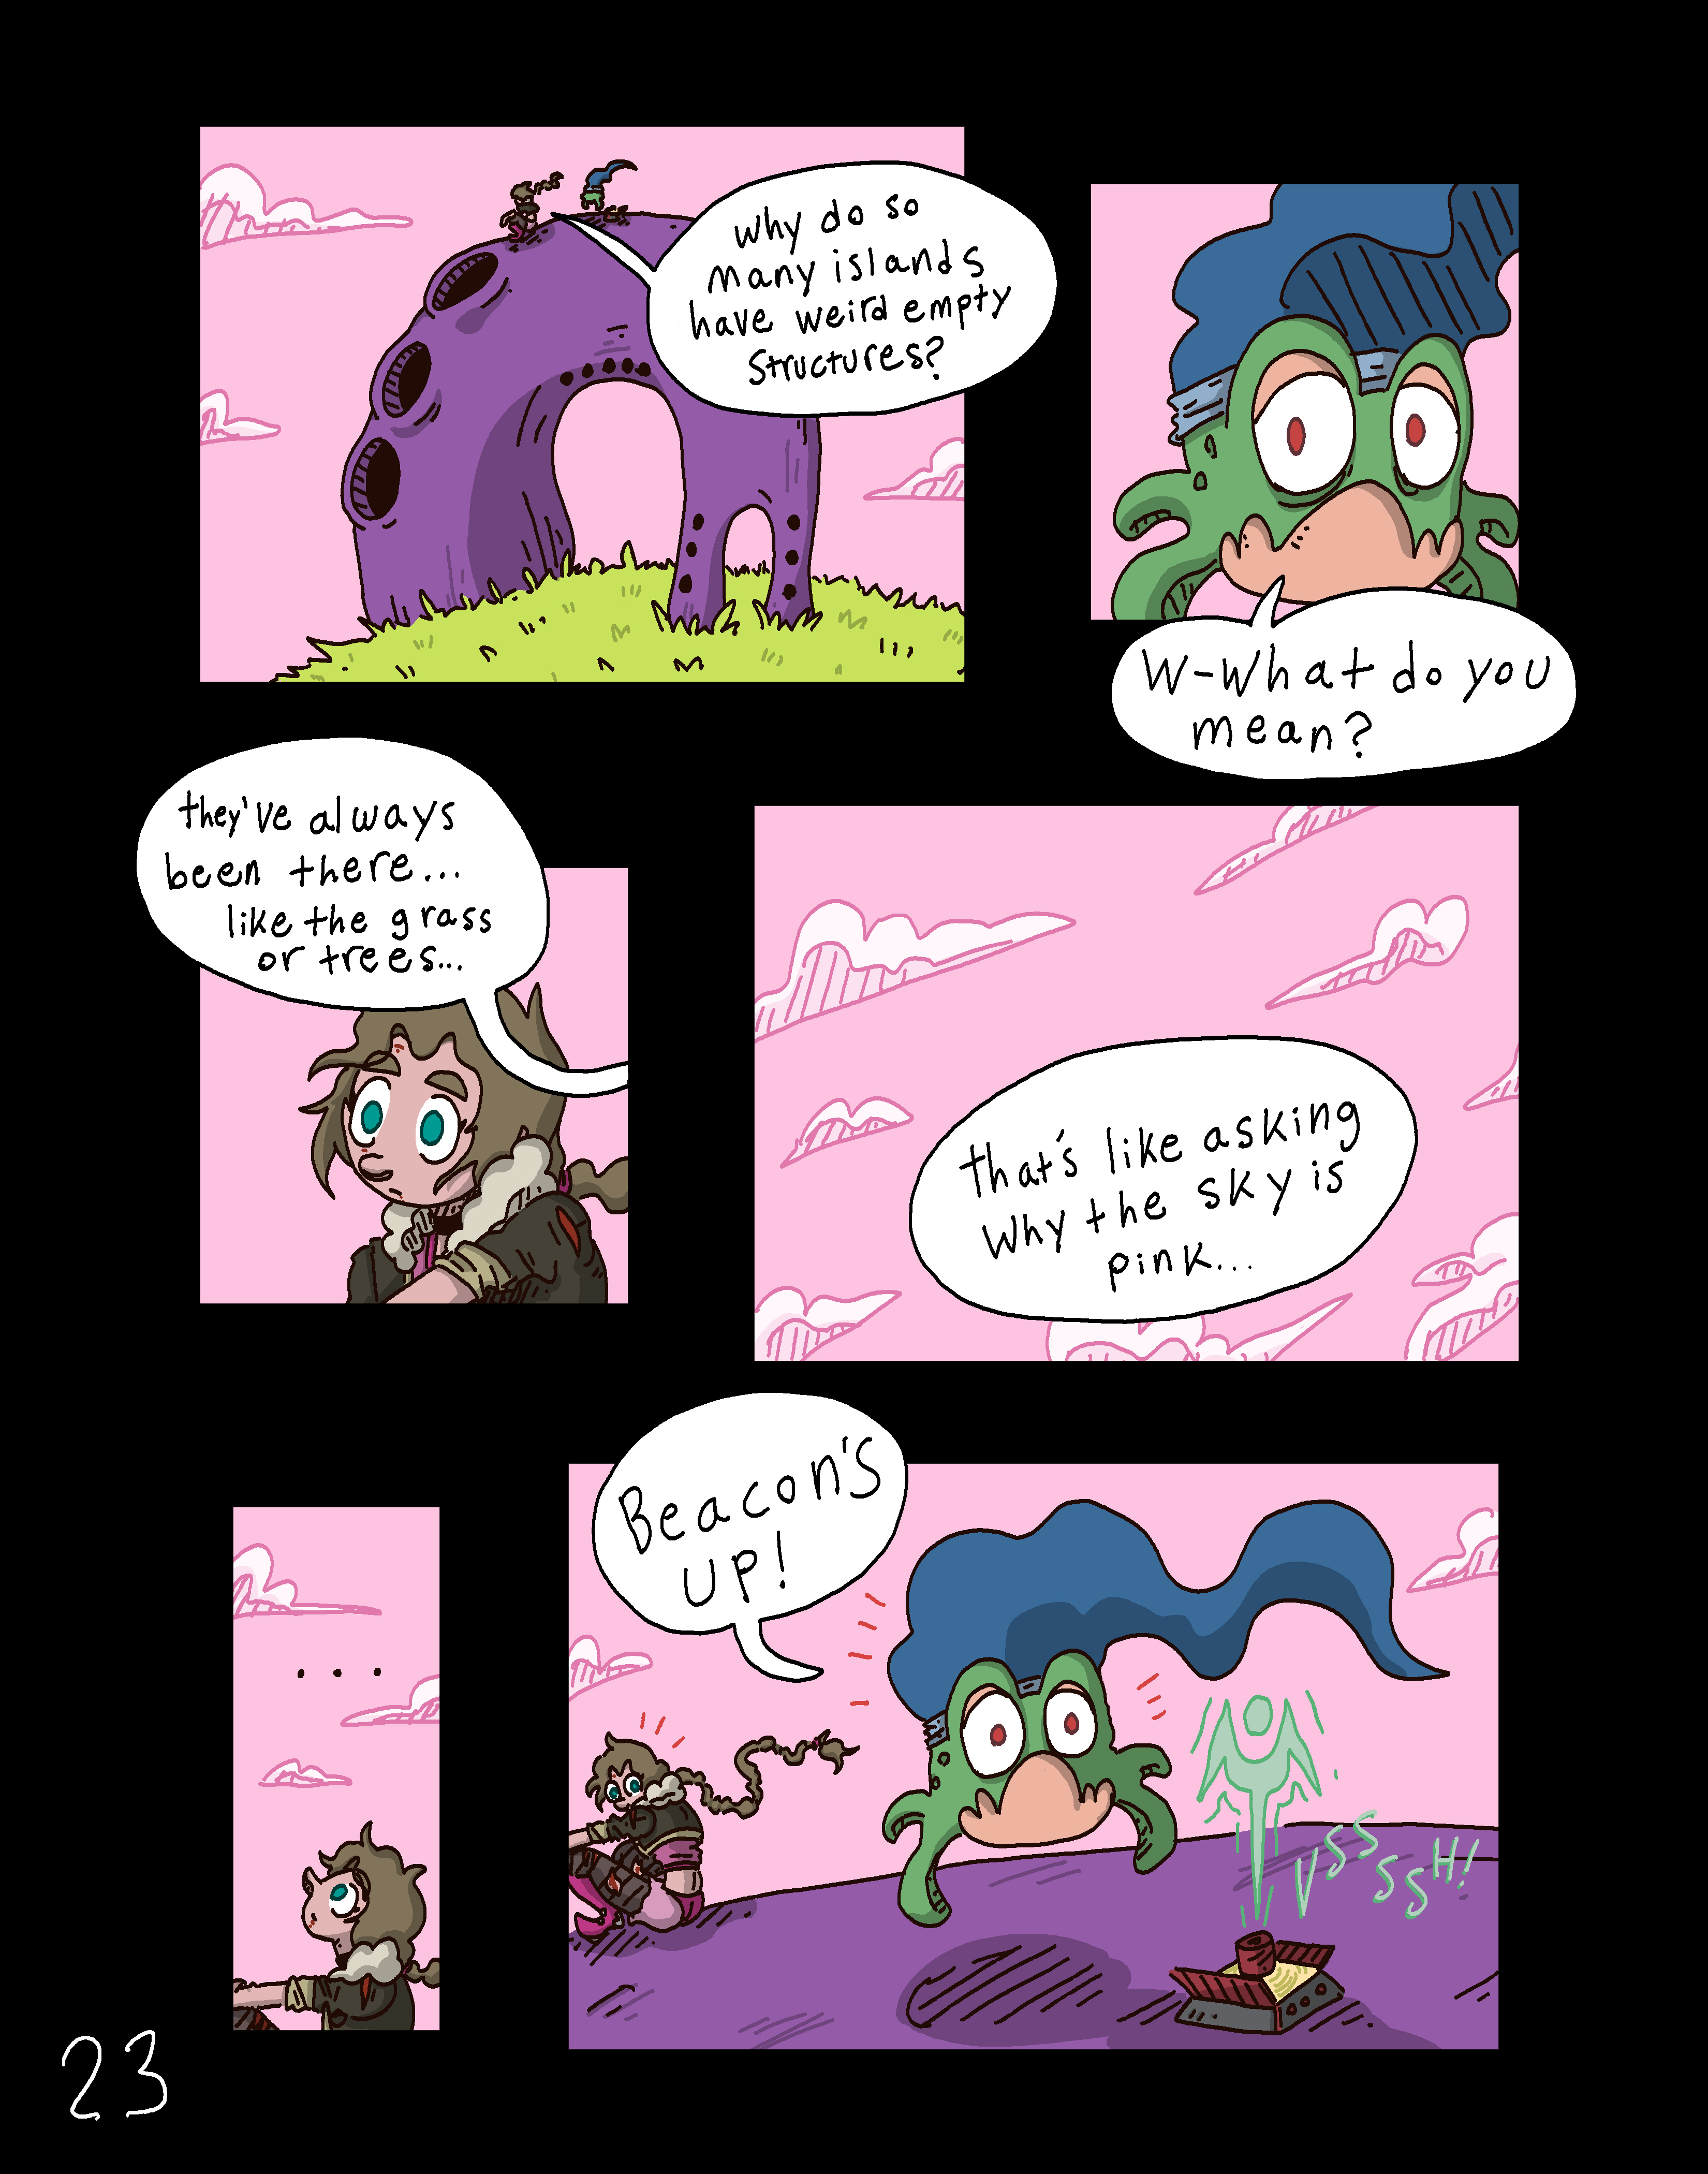 Why do so
many islands
have weird empty
structures?
W-What do you
mean?
they've always
been there...
like the grass
or trees...
that's like asking
why the sky is
pink...
...
Beacon's
UP!
VSSSSH!
23